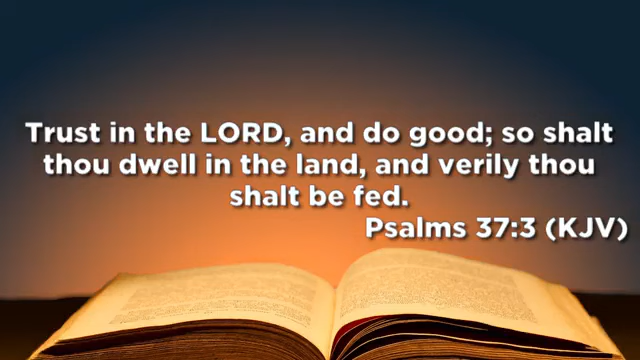 Trust in the LORD, and do good; so shalt
thou dwell in the land, and verily thou
shalt be fed.
Psalms 37:3 (KJV)